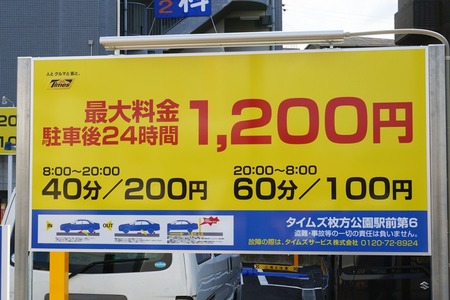 2
科
人とクルマと街と。
Times
最大料金
駐車後24時間
1,200円
8:00~20:00
40分/200円
20:00~8:00
60分/100円
IN
OUT
タイムズ枚方公園駅前第6
盗難・事故等の一切の責任は負いません。
故障の際は、タイムズサービス株式会社 0120-72-8924